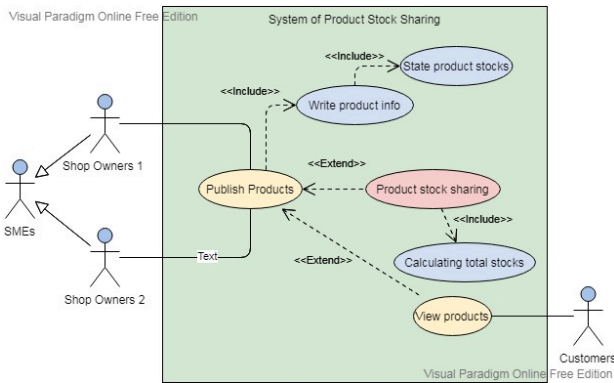 Visual Paradigm Online Free Edition
System of Product Stock Sharing
<<Include>>
State product stocks
<<Include>>
Write product info
Shop Owners 1
<<Extend>>
Publish Products
Product stock sharing
SMEs
<<Include>>
Text
<<Extend>>
Calculating total stocks
Shop Owners 2
View products
Customers
Visual Paradigm Online Free Edition